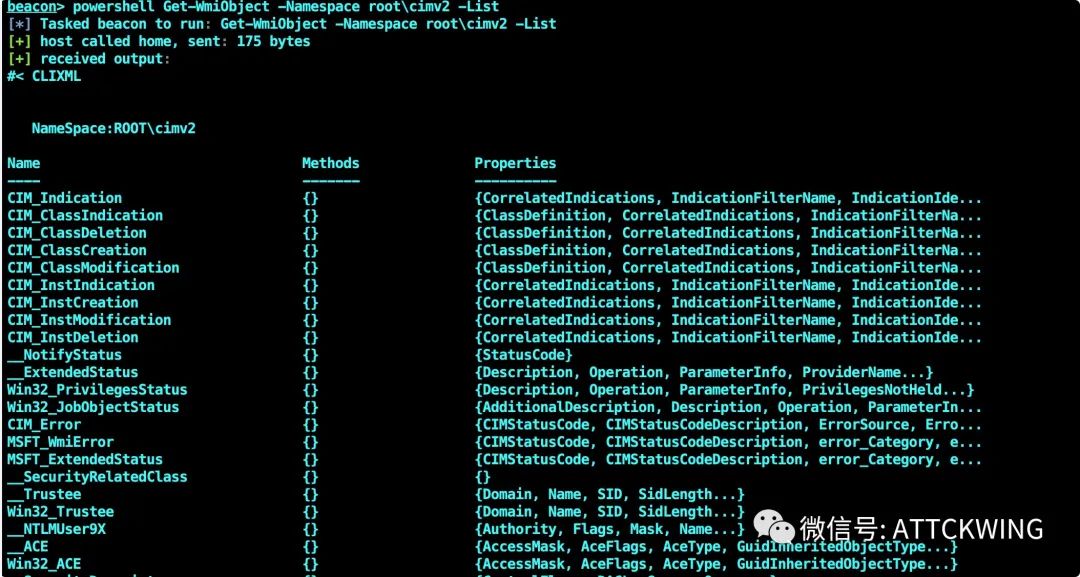 beacon> powershell Get-WmiObject -Namespace root\cimv2 -List
[*] Tasked beacon to run: Get-WmiObject -Namespace root\cimv2 -List
[+] host called home, sent: 175 bytes
[+] received output:
#< CLIXML
NameSpace:ROOT\cimv2
Name Methods Properties
---- ------- ----------
CIM_Indication {} {CorrelatedIndications, IndicationFilterName, IndicationIde...
CIM_ClassIndication {} {ClassDefinition, CorrelatedIndications, IndicationFilterNa...
CIM_ClassDeletion {} {ClassDefinition, CorrelatedIndications, IndicationFilterNa...
CIM_ClassCreation {} {ClassDefinition, CorrelatedIndications, IndicationFilterNa...
CIM_ClassModification {} {ClassDefinition, CorrelatedIndications, IndicationFilterNa...
CIM_InstIndication {} {CorrelatedIndications, IndicationFilterName, IndicationIde...
CIM_InstCreation {} {CorrelatedIndications, IndicationFilterName, IndicationIde...
CIM_InstModification {} {CorrelatedIndications, IndicationFilterName, IndicationIde...
CIM_InstDeletion {} {CorrelatedIndications, IndicationFilterName, IndicationIde...
__NotifyStatus {} {StatusCode}
__ExtendedStatus {} {Description, Operation, ParameterInfo, ProviderName...}
Win32_PrivilegesStatus {} {Description, Operation, ParameterInfo, PrivilegesNotHeld...}
Win32_JobObjectStatus {} {AdditionalDescription, Description, Operation, ParameterIn...
CIM_Error {} {CIMStatusCode, CIMStatusCodeDescription, ErrorSource, Erro...
MSFT_WmiError {} {CIMStatusCode, CIMStatusCodeDescription, error_Category, e...
MSFT_ExtendedStatus {} {CIMStatusCode, CIMStatusCodeDescription, error_Category, e...
__SecurityRelatedClass {} {}
__Trustee {} {Domain, Name, SID, SidLength...}
Win32_Trustee {} {Domain, Name, SID, SidLength...}
__NTLMUser9X {} {Authority, Flags, Mask, Name...}
__ACE {} {AccessMask, AceFlags, AceType, GuidInheritedObjectType...}
Win32_ACE {} {AccessMask, AceFlags, AceType, GuidInheritedObjectType...}
微信号: ATTCKWING